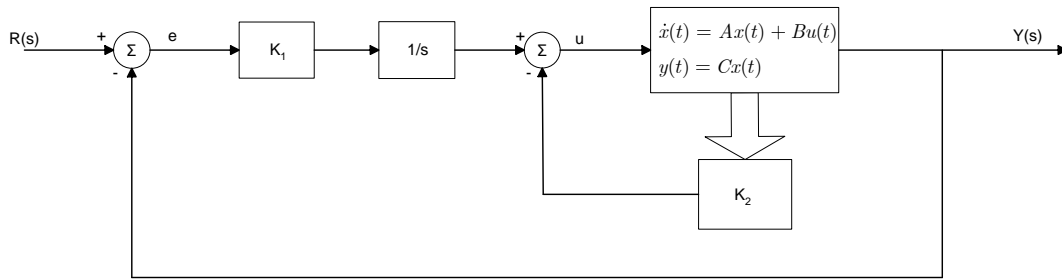 R(s)
+
-
Σ
e
K₁
1/s
+
-
Σ
u
ẋ(t) = Ax(t) + Bu(t)
y(t) = Cx(t)
Y(s)
K₂